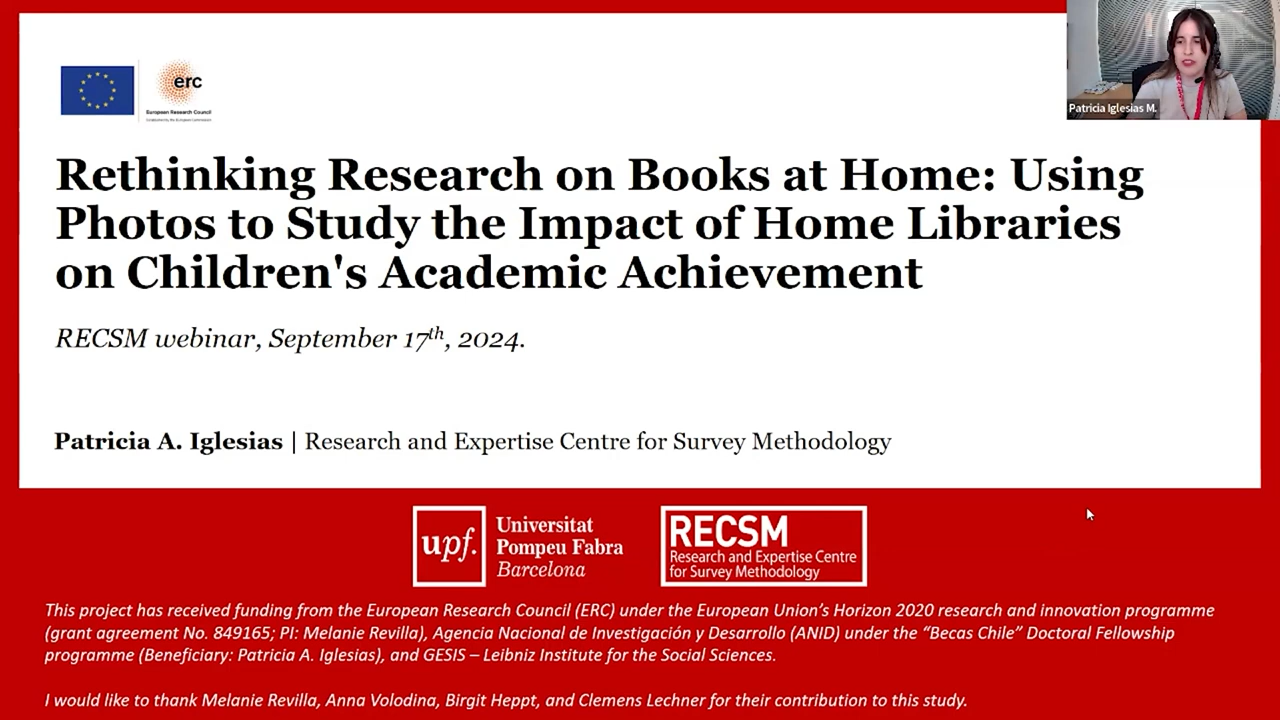 Patricia Iglesias M.
erc
European Research Council
Rethinking Research on Books at Home: Using
Photos to Study the Impact of Home Libraries
on Children's Academic Achievement
RECSM webinar, September 17th, 2024.
Patricia A. Iglesias | Research and Expertise Centre for Survey Methodology
upf.
Universitat
Pompeu Fabra
Barcelona
RECSM
Research and Expertise Centre
for Survey Methodology
This project has received funding from the European Research Council (ERC) under the European Union’s Horizon 2020 research and innovation programme
(grant agreement No. 849165; PI: Melanie Revilla), Agencia Nacional de Investigación y Desarrollo (ANID) under the “Becas Chile” Doctoral Fellowship
programme (Beneficiary: Patricia A. Iglesias), and GESIS – Leibniz Institute for the Social Sciences.
I would like to thank Melanie Revilla, Anna Volodina, Birgit Heppt, and Clemens Lechner for their contribution to this study.